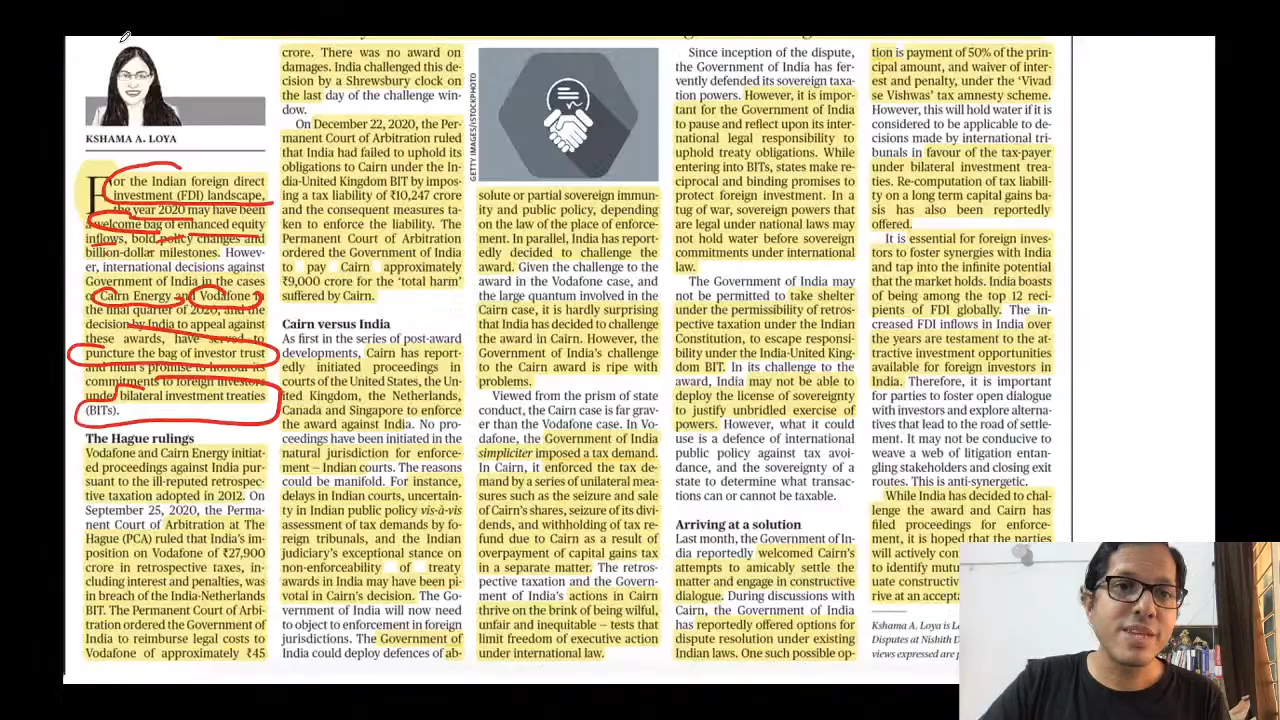 KSHAMA A. LOYA
For the Indian foreign direct
investment (FDI) landscape,
the year 2020 may have been
a welcome bag of enhanced equity
inflows, bold policy changes and
billion-dollar milestones. Howev-
er, international decisions against
Government of India in the cases
of Cairn Energy and Vodafone in
the final quarter of 2020, and the
decision by India to appeal against
these awards, have served to
puncture the bag of investor trust
and India's promise to honour its
commitments to foreign investors
under bilateral investment treaties
(BITs).
The Hague rulings
Vodafone and Cairn Energy initiat-
ed proceedings against India pur-
suant to the ill-reputed retrospec-
tive taxation adopted in 2012. On
September 25, 2020, the Perma-
nent Court of Arbitration at The
Hague (PCA) ruled that India's im-
position on Vodafone of ₹27,900
crore in retrospective taxes, in-
cluding interest and penalties, was
in breach of the India-Netherlands
BIT. The Permanent Court of Arbi-
tration ordered the Government of
India to reimburse legal costs to
Vodafone of approximately ₹45
crore. There was no award on
damages. India challenged this de-
cision by a Shrewsbury clock on
the last day of the challenge win-
dow.
On December 22, 2020, the Per-
manent Court of Arbitration ruled
that India had failed to uphold its
obligations to Cairn under the In-
dia-United Kingdom BIT by impos-
ing a tax liability of ₹10,247 crore
and the consequent measures ta-
ken to enforce the liability. The
Permanent Court of Arbitration
ordered the Government of India
to pay Cairn approximately
₹9,000 crore for the 'total harm'
suffered by Cairn.
Cairn versus India
As first in the series of post-award
developments, Cairn has report-
edly initiated proceedings in
courts of the United States, the Un-
ited Kingdom, the Netherlands,
Canada and Singapore to enforce
the award against India. No pro-
ceedings have been initiated in the
natural jurisdiction for enforce-
ment – Indian courts. The reasons
could be manifold. For instance,
delays in Indian courts, uncertain-
ty in Indian public policy vis-à-vis
assessment of tax demands by fo-
reign tribunals, and the Indian
judiciary's exceptional stance on
non-enforceability of treaty
awards in India may have been pi-
votal in Cairn's decision. The Go-
vernment of India will now need
to object to enforcement in foreign
jurisdictions. The Government of
India could deploy defences of ab-
GETTY IMAGES/ISTOCKPHOTO
solute or partial sovereign immun-
ity and public policy, depending
on the law of the place of enforce-
ment. In parallel, India has report-
edly decided to challenge the
award. Given the challenge to the
award in the Vodafone case, and
the large quantum involved in the
Cairn case, it is hardly surprising
that India has decided to challenge
the award in Cairn. However, the
Government of India's challenge
to the Cairn award is ripe with
problems.
Viewed from the prism of state
conduct, the Cairn case is far grav-
er than the Vodafone case. In Vo-
dafone, the Government of India
simpliciter imposed a tax demand.
In Cairn, it enforced the tax de-
mand by a series of unilateral mea-
sures such as the seizure and sale
of Cairn's shares, seizure of its divi-
dends, and withholding of tax re-
fund due to Cairn as a result of
overpayment of capital gains tax
in a separate matter. The retros-
pective taxation and the Govern-
ment of India's actions in Cairn
thrive on the brink of being wilful,
unfair and inequitable – tests that
limit freedom of executive action
under international law.
Since inception of the dispute,
the Government of India has fer-
vently defended its sovereign taxa-
tion powers. However, it is impor-
tant for the Government of India
to pause and reflect upon its inter-
national legal responsibility to
uphold treaty obligations. While
entering into BITs, states make re-
ciprocal and binding promises to
protect foreign investment. In a
tug of war, sovereign powers that
are legal under national laws may
not hold water before sovereign
commitments under international
law.
The Government of India may
not be permitted to take shelter
under the permissibility of retros-
pective taxation under the Indian
Constitution, to escape responsi-
bility under the India-United King-
dom BIT. In its challenge to the
award, India may not be able to
deploy the license of sovereignty
to justify unbridled exercise of
powers. However, what it could
use is a defence of international
public policy against tax avoi-
dance, and the sovereignty of a
state to determine what transac-
tions can or cannot be taxable.
Arriving at a solution
Last month, the Government of In-
dia reportedly welcomed Cairn's
attempts to amicably settle the
matter and engage in constructive
dialogue. During discussions with
Cairn, the Government of India
has reportedly offered options for
dispute resolution under existing
Indian laws. One such possible op-
tion is payment of 50% of the prin-
cipal amount, and waiver of inter-
est and penalty, under the 'Vivad
se Vishwas' tax amnesty scheme.
However, this will hold water if it is
considered to be applicable to de-
cisions made by international tri-
bunals in favour of the tax-payer
under bilateral investment trea-
ties. Re-computation of tax liabil-
ity on a long term capital gains ba-
sis has also been reportedly
offered.
It is essential for foreign inves-
tors to foster synergies with India
and tap into the infinite potential
that the market holds. India boasts
of being among the top 12 reci-
pients of FDI globally. The in-
creased FDI inflows in India over
the years are testament to the at-
tractive investment opportunities
available for foreign investors in
India. Therefore, it is important
for parties to foster open dialogue
with investors and explore alterna-
tives that lead to the road of settle-
ment. It may not be conducive to
weave a web of litigation entan-
gling stakeholders and closing exit
routes. This is anti-synergetic.
While India has decided to chal-
lenge the award and Cairn has
filed proceedings for enforce-
ment, it is hoped that the parties
will actively con
to identify mutu
uate constructiv
rive at an accepta
Kshama A. Loya is Le
Disputes at Nishith D
views expressed are p